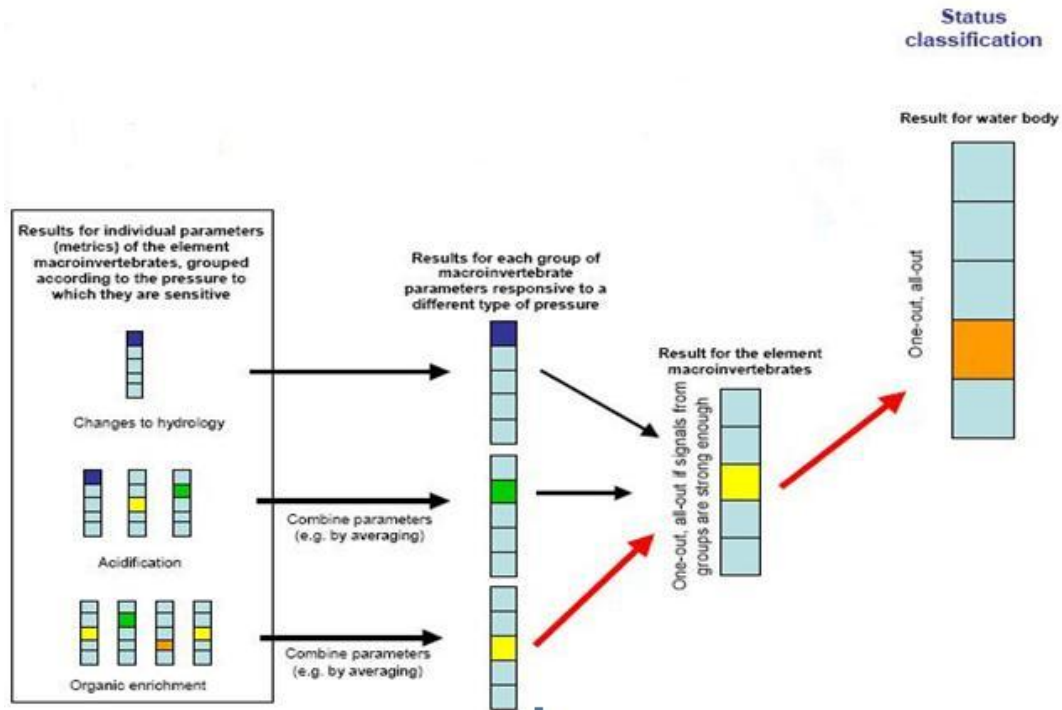 Status
classification
Result for water body
One-out, all-out
Results for individual parameters
(metrics) of the element
macroinvertebrates, grouped
according to the pressure to
which they are sensitive
Changes to hydrology
Acidification
Organic enrichment
Combine parameters
(e.g. by averaging)
Combine parameters
(e.g. by averaging)
Results for each group of
macroinvertebrate
parameters responsive to a
different type of pressure
Result for the element
macroinvertebrates
One-out, all-out if signals from
groups are strong enough